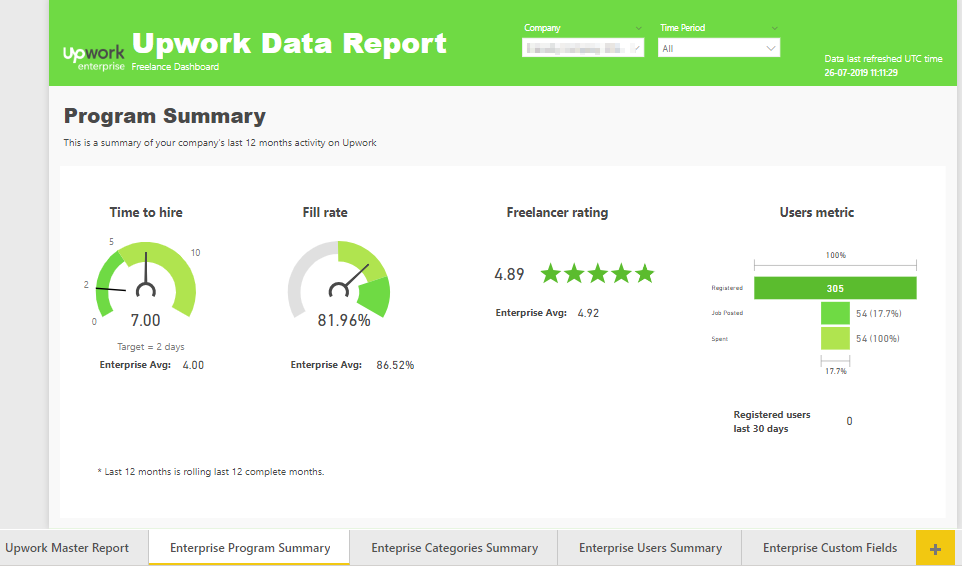 Upwork enterprise
Upwork Data Report
Freelance Dashboard
Company
Time Period
All
Data last refreshed UTC time
26-07-2019 11:11:29
Program Summary
This is a summary of your company's last 12 months activity on Upwork
Time to hire
Fill rate
Freelancer rating
Users metric
5
10
2
0
7.00
Target = 2 days
Enterprise Avg: 4.00
81.96%
Enterprise Avg: 86.52%
4.89
Enterprise Avg: 4.92
100%
Registered 305
Job Posted 54 (17.7%)
Spent 54 (100%)
17.7%
Registered users
last 30 days
0
* Last 12 months is rolling last 12 complete months.
Upwork Master Report
Enterprise Program Summary
Enteprise Categories Summary
Enterprise Users Summary
Enterprise Custom Fields
+